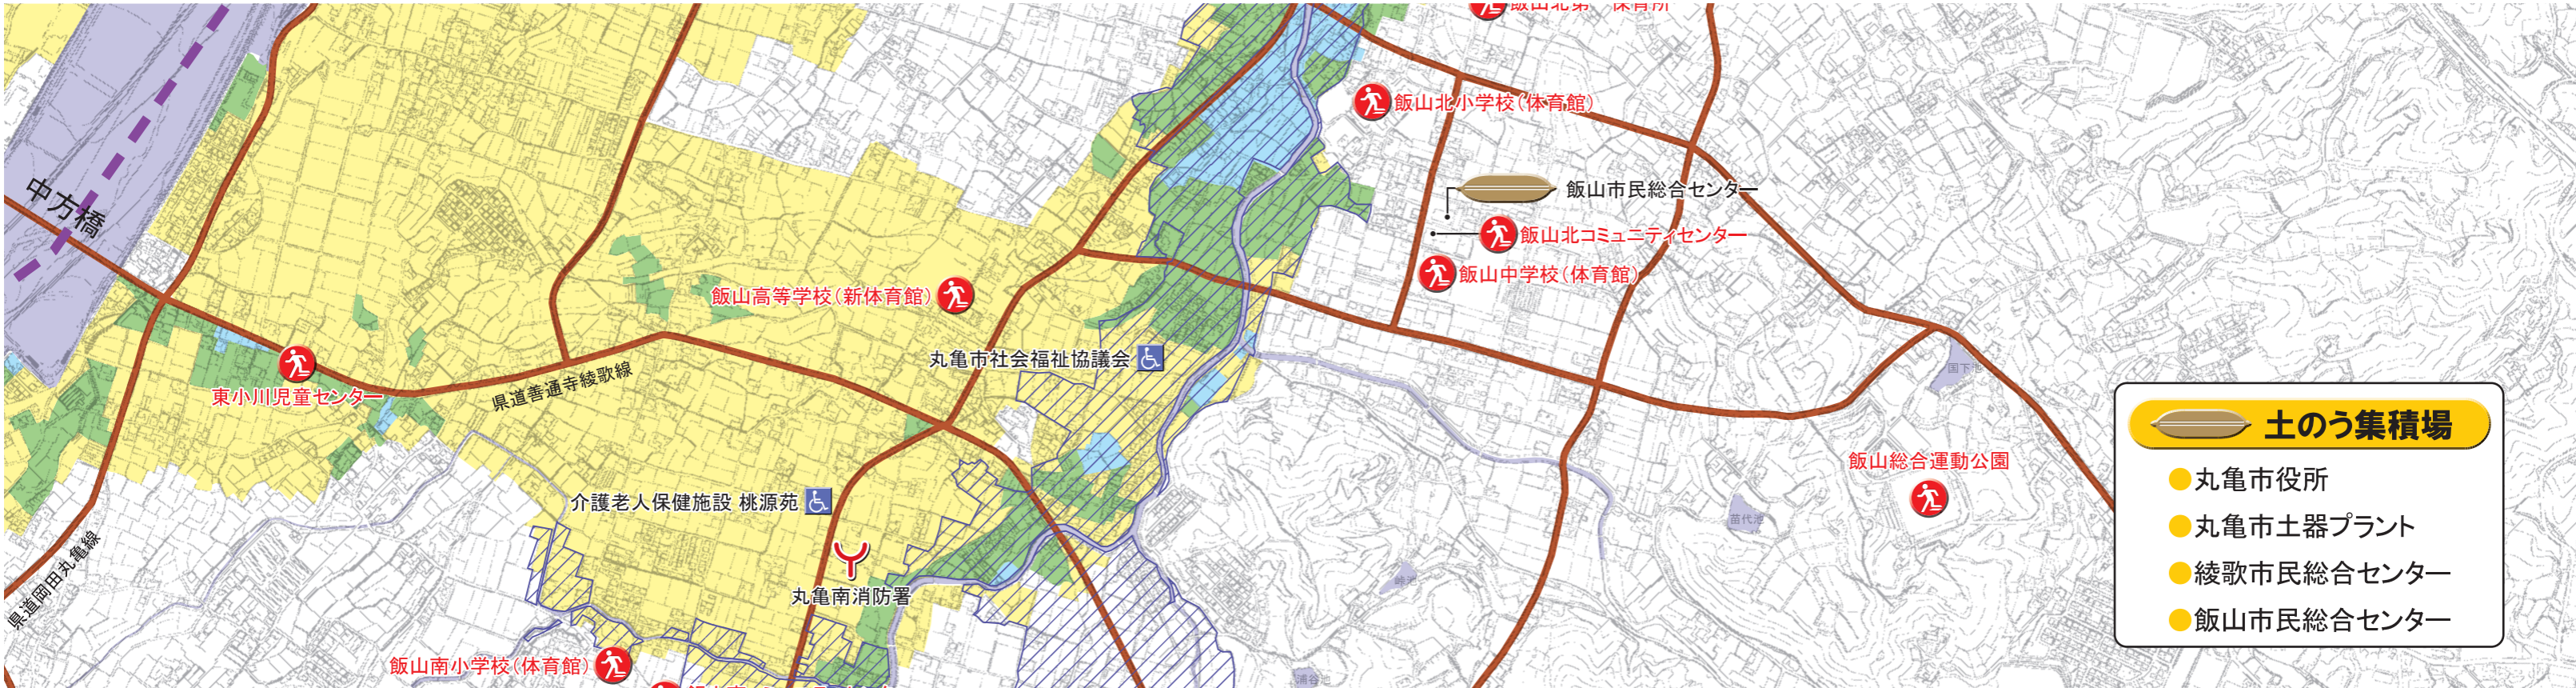 飯山北小学校(体育館)
中方橋
飯山市民総合センター
飯山北コミュニティセンター
飯山中学校(体育館)
飯山高等学校(新体育館)
丸亀市社会福祉協議会
県道善通寺綾歌線
東小川児童センター
国下池
土のう集積場
丸亀市役所
丸亀市土器プラント
綾歌市民総合センター
飯山市民総合センター
飯山総合運動公園
介護老人保健施設 桃源苑
苗代池
県道岡田丸亀線
丸亀南消防署
飯山南小学校(体育館)